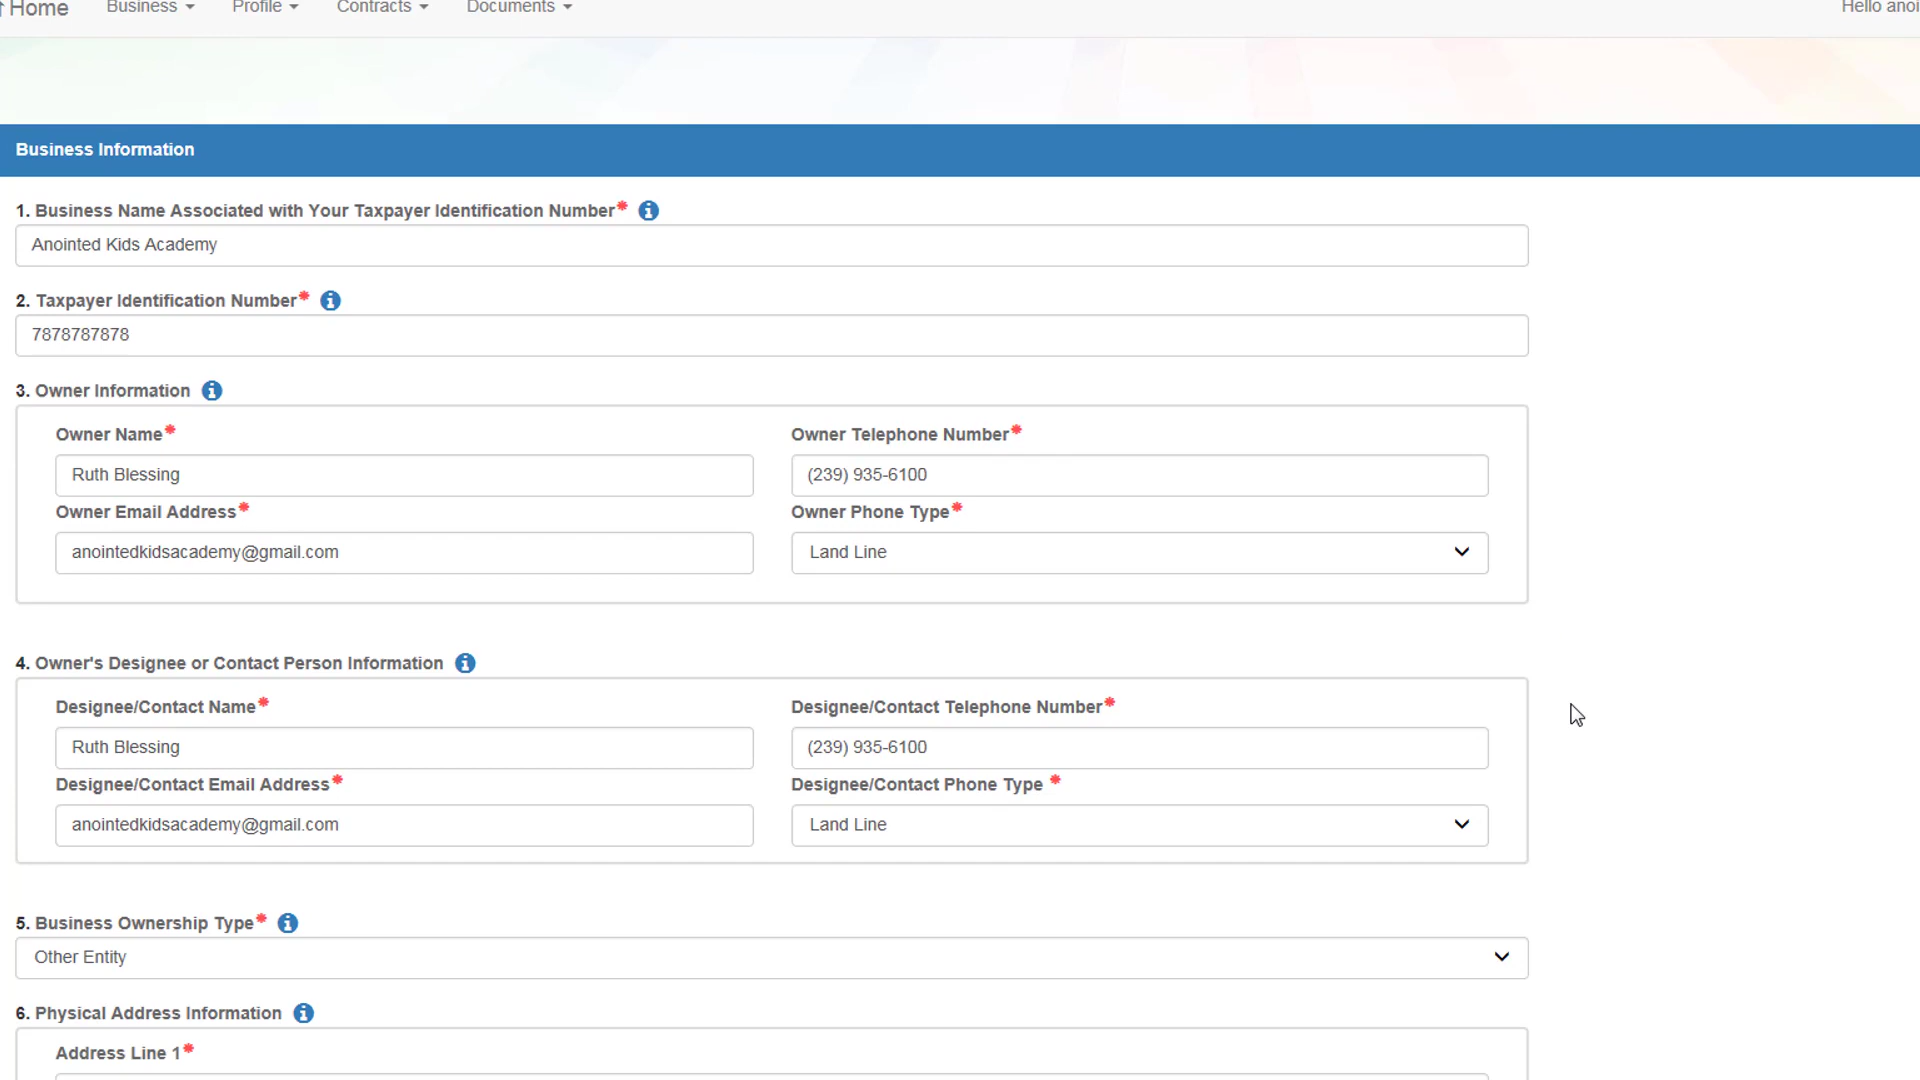 Home Business Profile Contracts Documents Hello anoi
Business Information
1. Business Name Associated with Your Taxpayer Identification Number*
Anointed Kids Academy
2. Taxpayer Identification Number*
7878787878
3. Owner Information
Owner Name* Owner Telephone Number*
Ruth Blessing (239) 935-6100
Owner Email Address* Owner Phone Type*
anointedkidsacademy@gmail.com Land Line
4. Owner's Designee or Contact Person Information
Designee/Contact Name* Designee/Contact Telephone Number*
Ruth Blessing (239) 935-6100
Designee/Contact Email Address* Designee/Contact Phone Type *
anointedkidsacademy@gmail.com Land Line
5. Business Ownership Type*
Other Entity
6. Physical Address Information
Address Line 1*